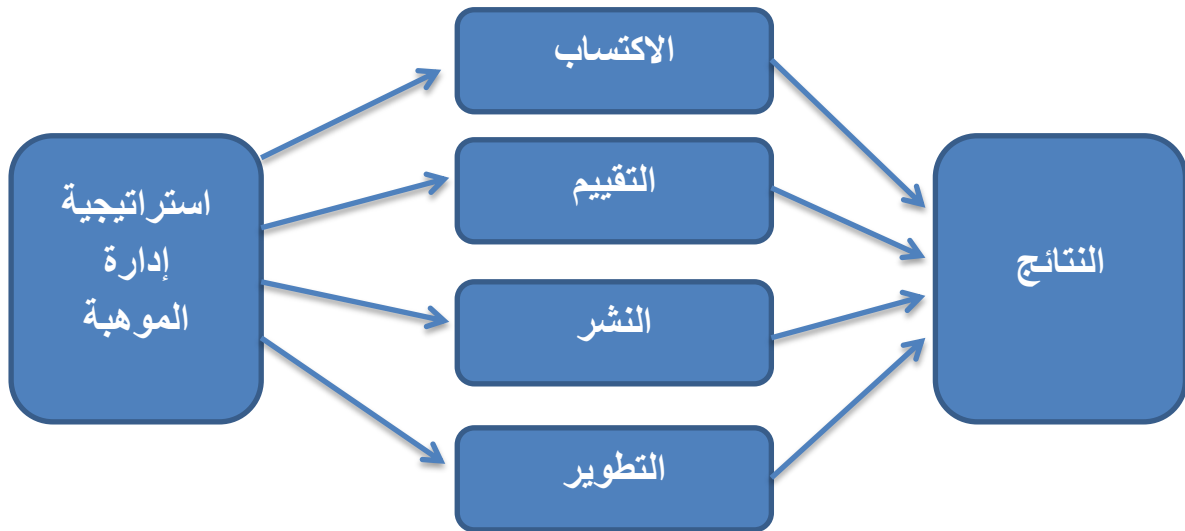 استراتيجية
إدارة
الموهبة
الاكتساب
التقييم
النشر
التطوير
النتائج